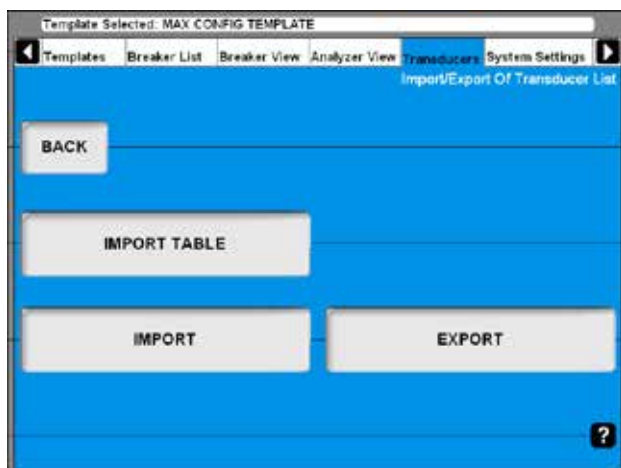 Template Selected: MAX CONFIG TEMPLATE
Templates Breaker List Breaker View Analyzer View Transducers System Settings
Import/Export Of Transducer List
BACK
IMPORT TABLE
IMPORT EXPORT
?